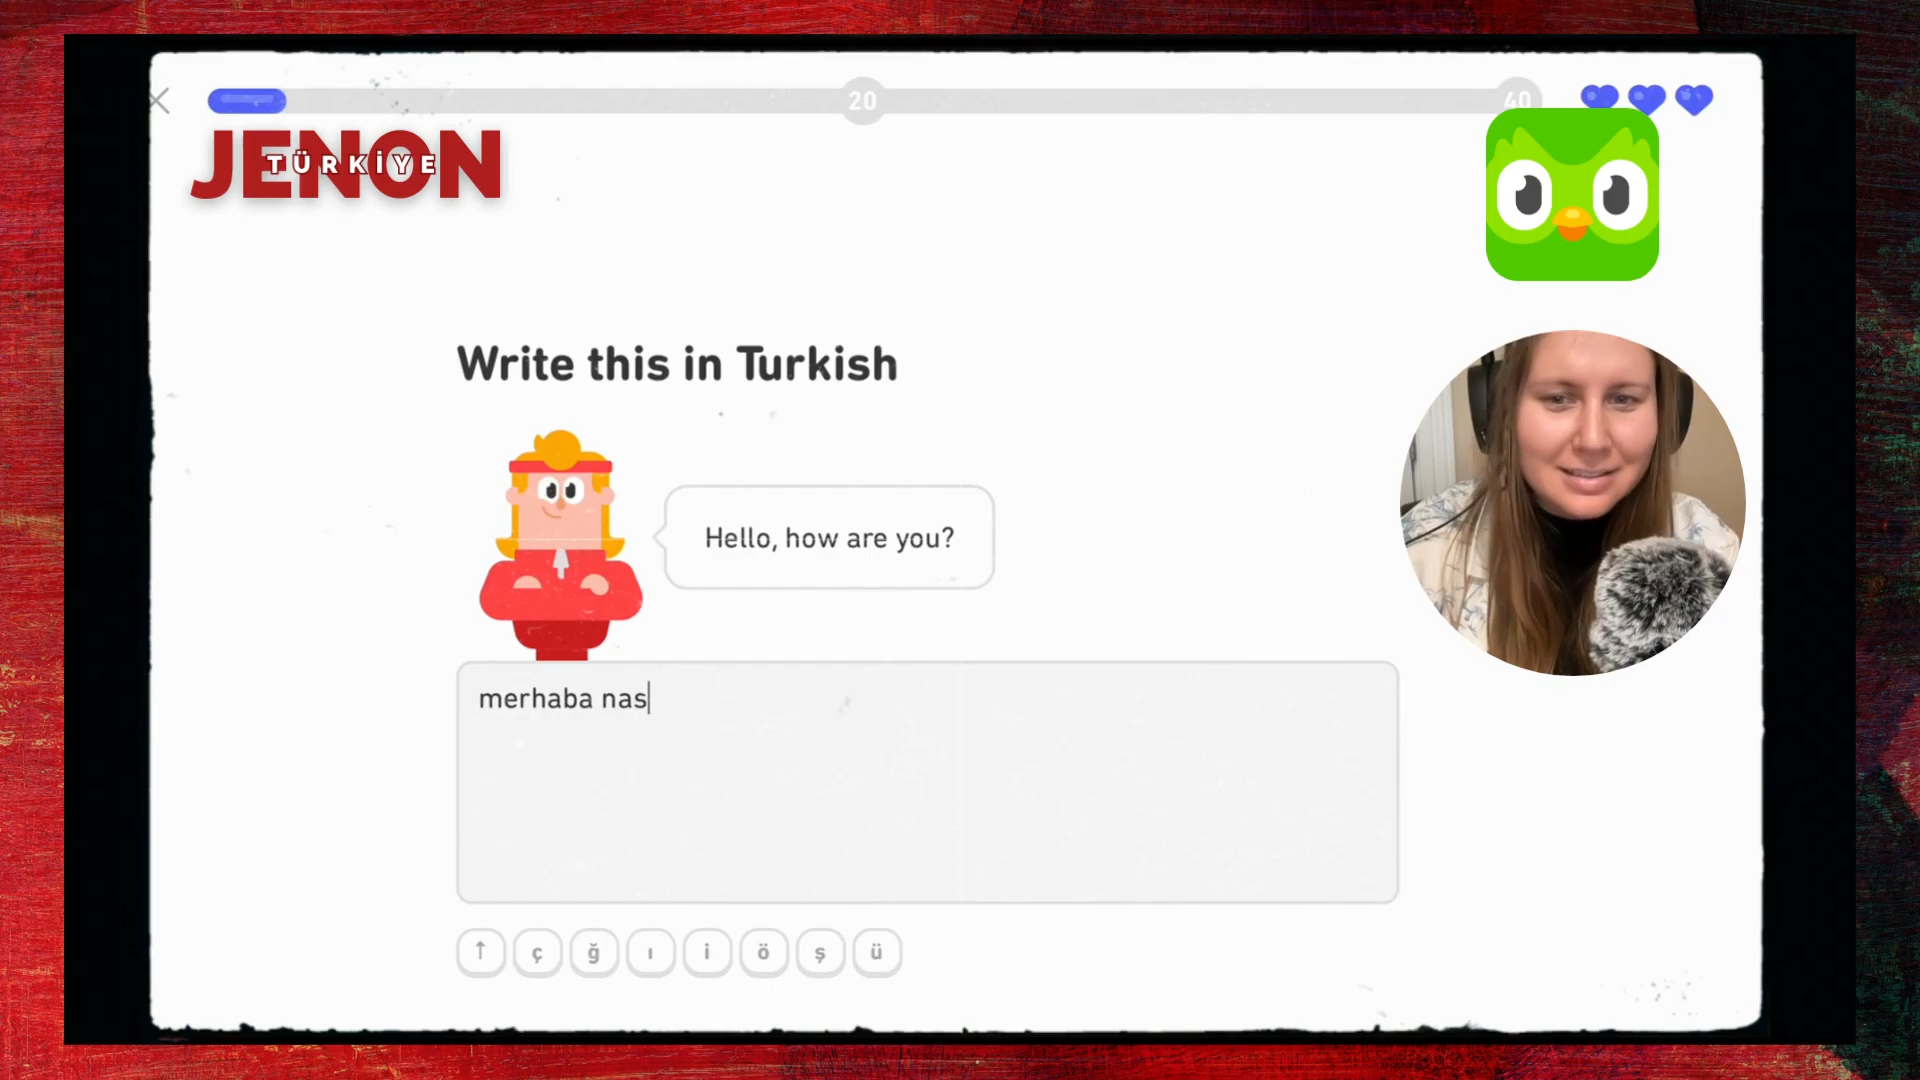 20
40
JENON
TÜRKİYE
Write this in Turkish
Hello, how are you?
merhaba nas
↑ ç ğ ı i ö ş ü